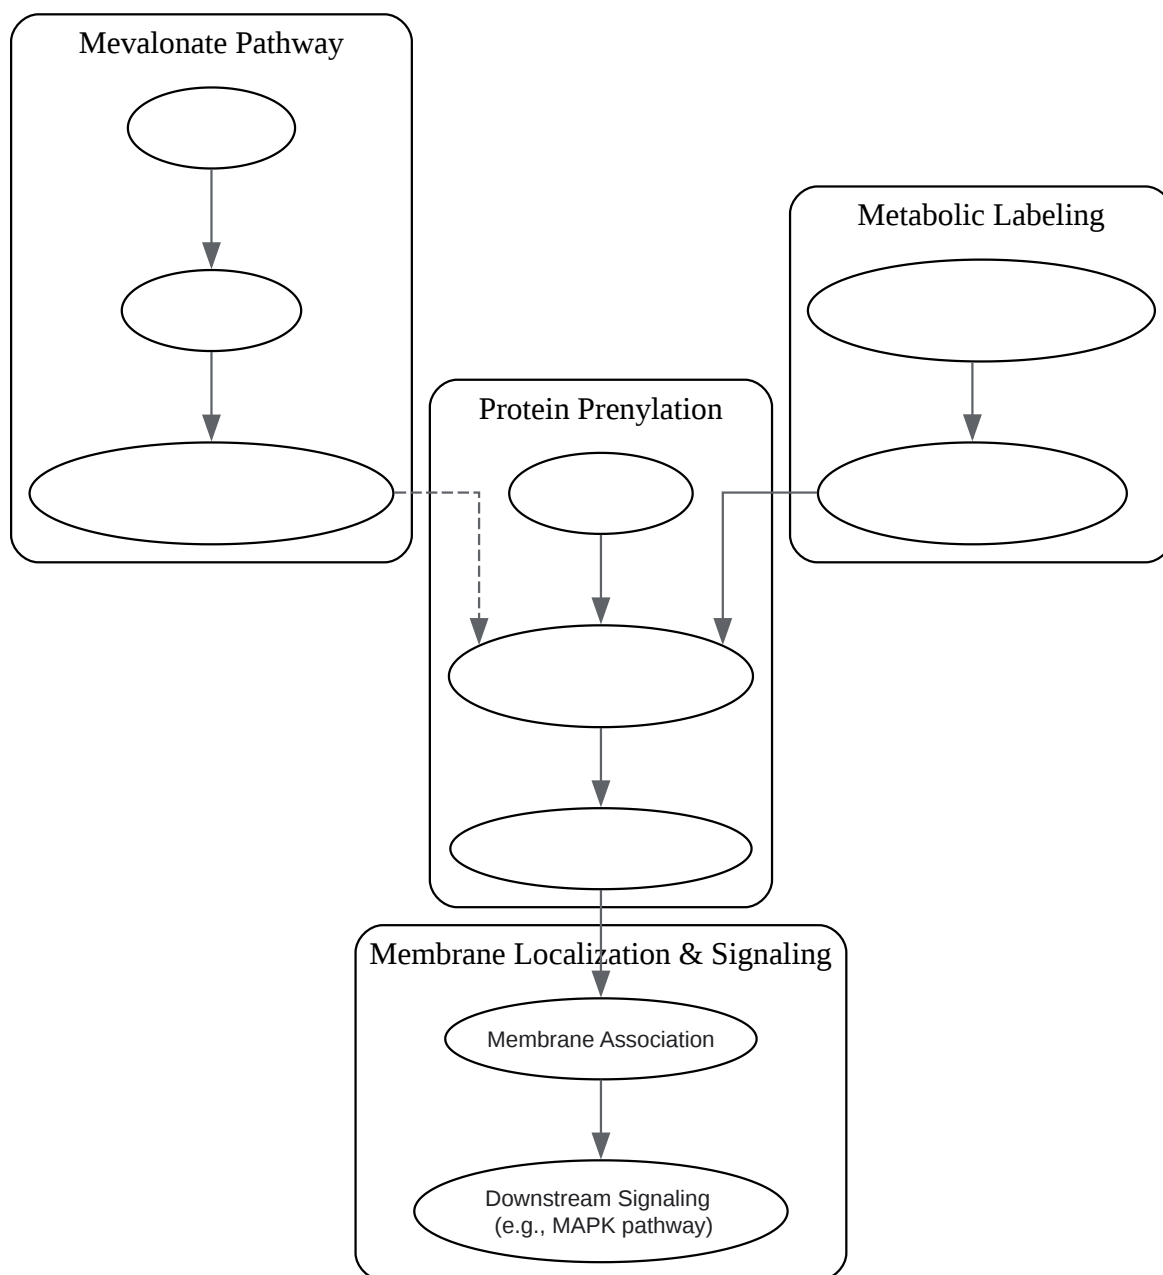 Mevalonate Pathway
Metabolic Labeling
Protein Prenylation
Membrane Localization & Signaling
Membrane Association
Downstream Signaling
(e.g., MAPK pathway)